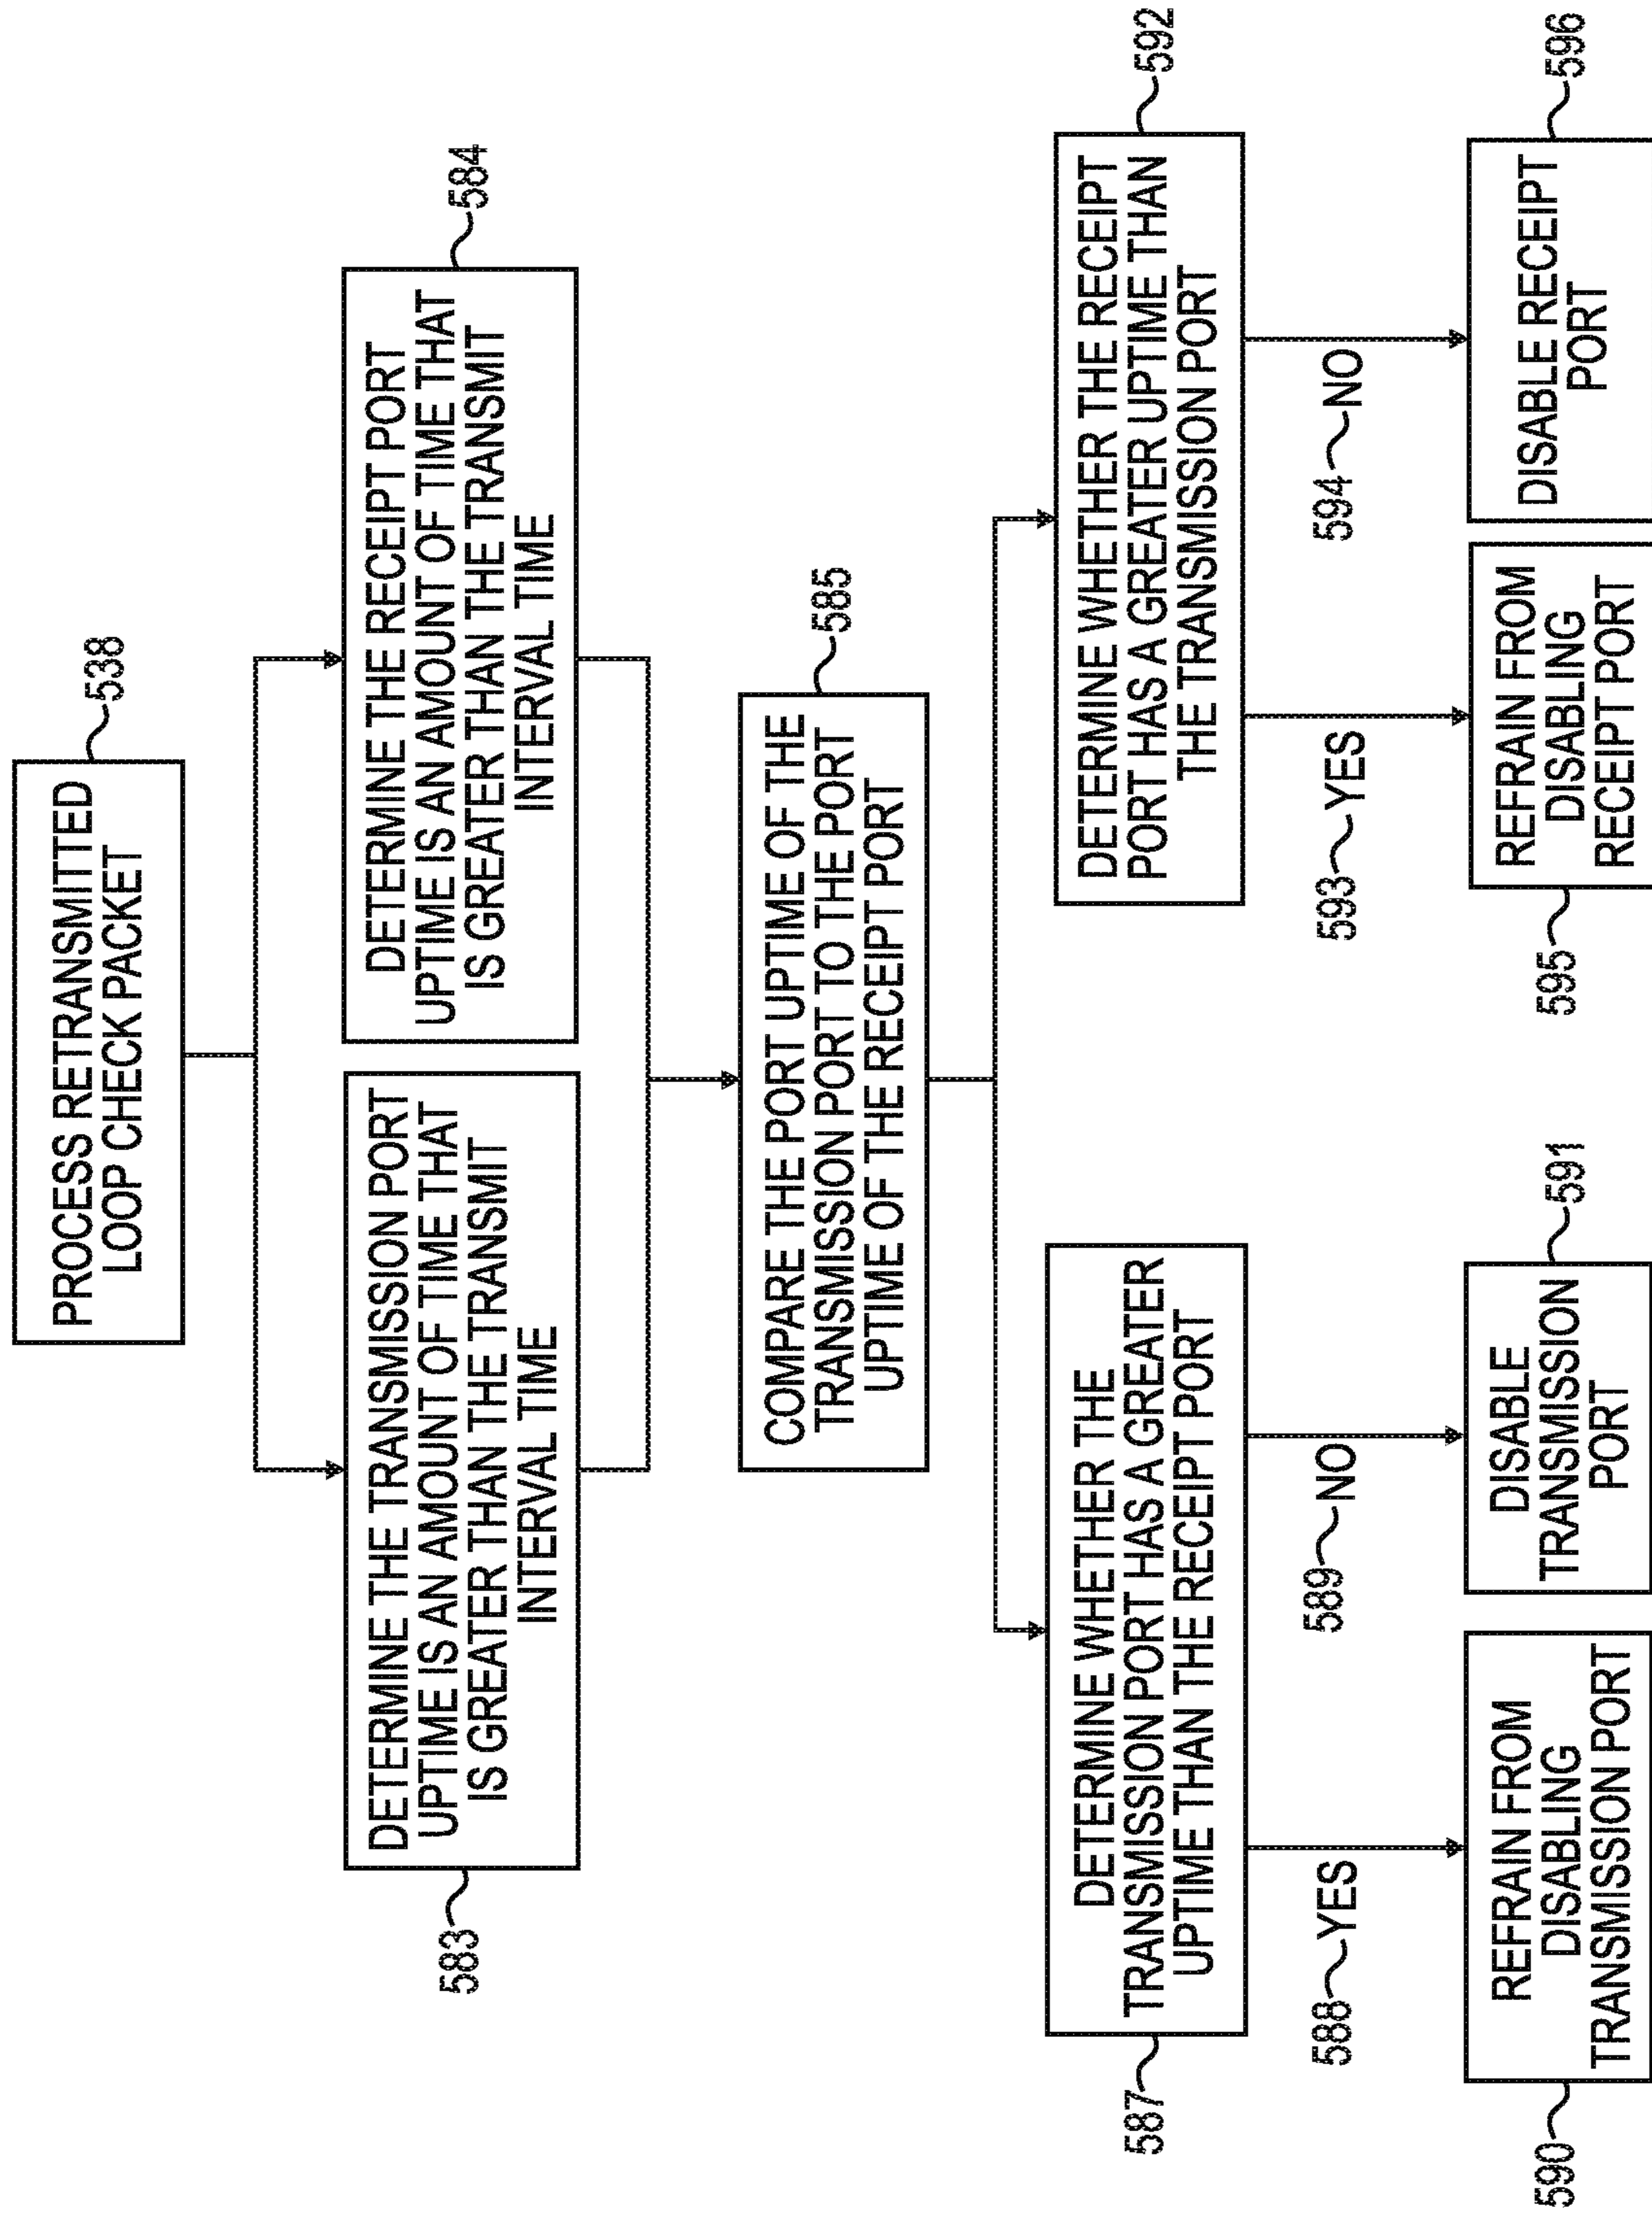 PROCESS RETRANSMITTED
LOOP CHECK PACKET
538
DETERMINE THE TRANSMISSION PORT
UPTIME IS AN AMOUNT OF TIME THAT
IS GREATER THAN THE TRANSMIT
INTERVAL TIME
583
DETERMINE THE RECEIPT PORT
UPTIME IS AN AMOUNT OF TIME THAT
IS GREATER THAN THE TRANSMIT
INTERVAL TIME
584
COMPARE THE PORT UPTIME OF THE
TRANSMISSION PORT TO THE PORT
UPTIME OF THE RECEIPT PORT
585
DETERMINE WHETHER THE
TRANSMISSION PORT HAS A GREATER
UPTIME THAN THE RECEIPT PORT
587
DETERMINE WHETHER THE RECEIPT
PORT HAS A GREATER UPTIME THAN
THE TRANSMISSION PORT
592
588 YES
589 NO
593 YES
594 NO
REFRAIN FROM
DISABLING
TRANSMISSION PORT
590
DISABLE
TRANSMISSION
PORT
591
REFRAIN FROM
DISABLING
RECEIPT PORT
595
DISABLE RECEIPT
PORT
596